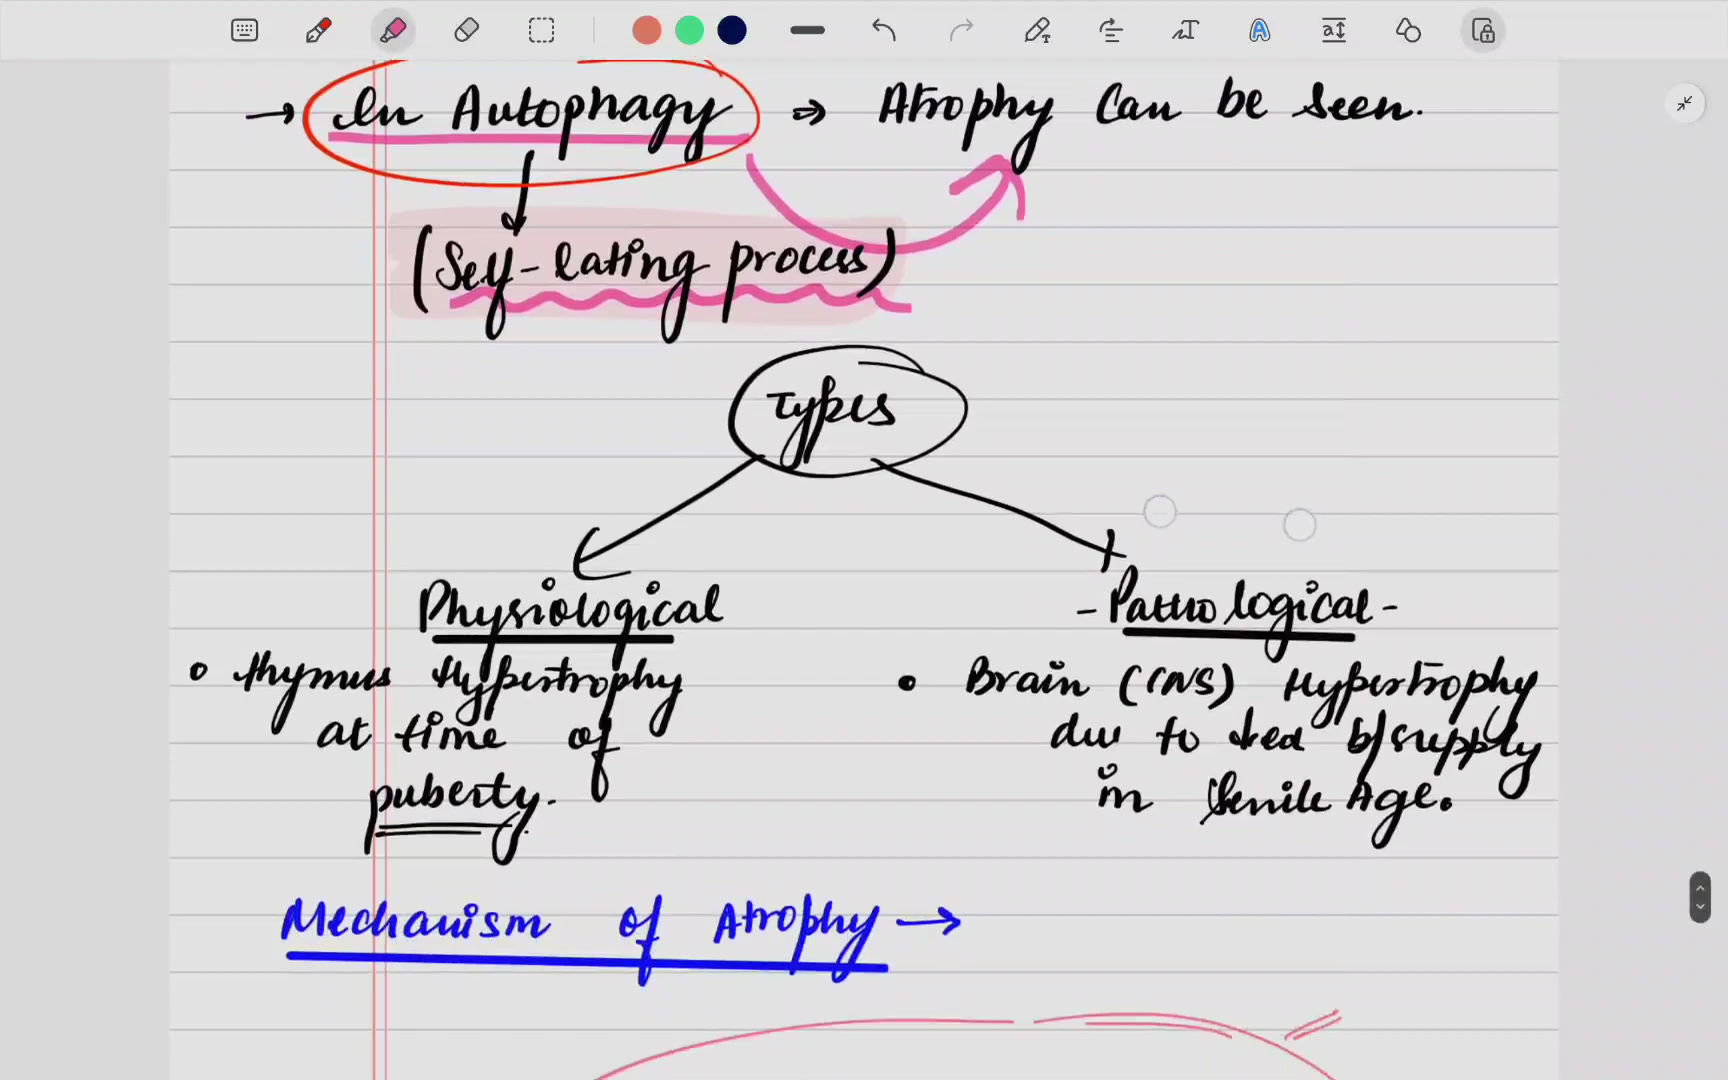 → In Autophagy ⇒ Atrophy Can be seen.
(Self-eating process)
Types
Physiological
-Pathological-
• Thymus Hypertrophy at time of puberty.
• Brain (CNS) Hypertrophy due to ↓ed b/supply in Senile Age.
Mechanism of Atrophy →